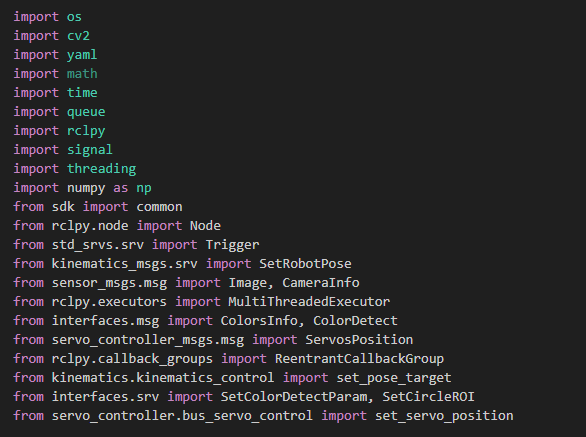 import os
import cv2
import yaml
import math
import time
import queue
import rclpy
import signal
import threading
import numpy as np
from sdk import common
from rclpy.node import Node
from std_srvs.srv import Trigger
from kinematics_msgs.srv import SetRobotPose
from sensor_msgs.msg import Image, CameraInfo
from rclpy.executors import MultiThreadedExecutor
from interfaces.msg import ColorsInfo, ColorDetect
from servo_controller_msgs.msg import ServosPosition
from rclpy.callback_groups import ReentrantCallbackGroup
from kinematics.kinematics_control import set_pose_target
from interfaces.srv import SetColorDetectParam, SetCircleROI
from servo_controller.bus_servo_control import set_servo_position